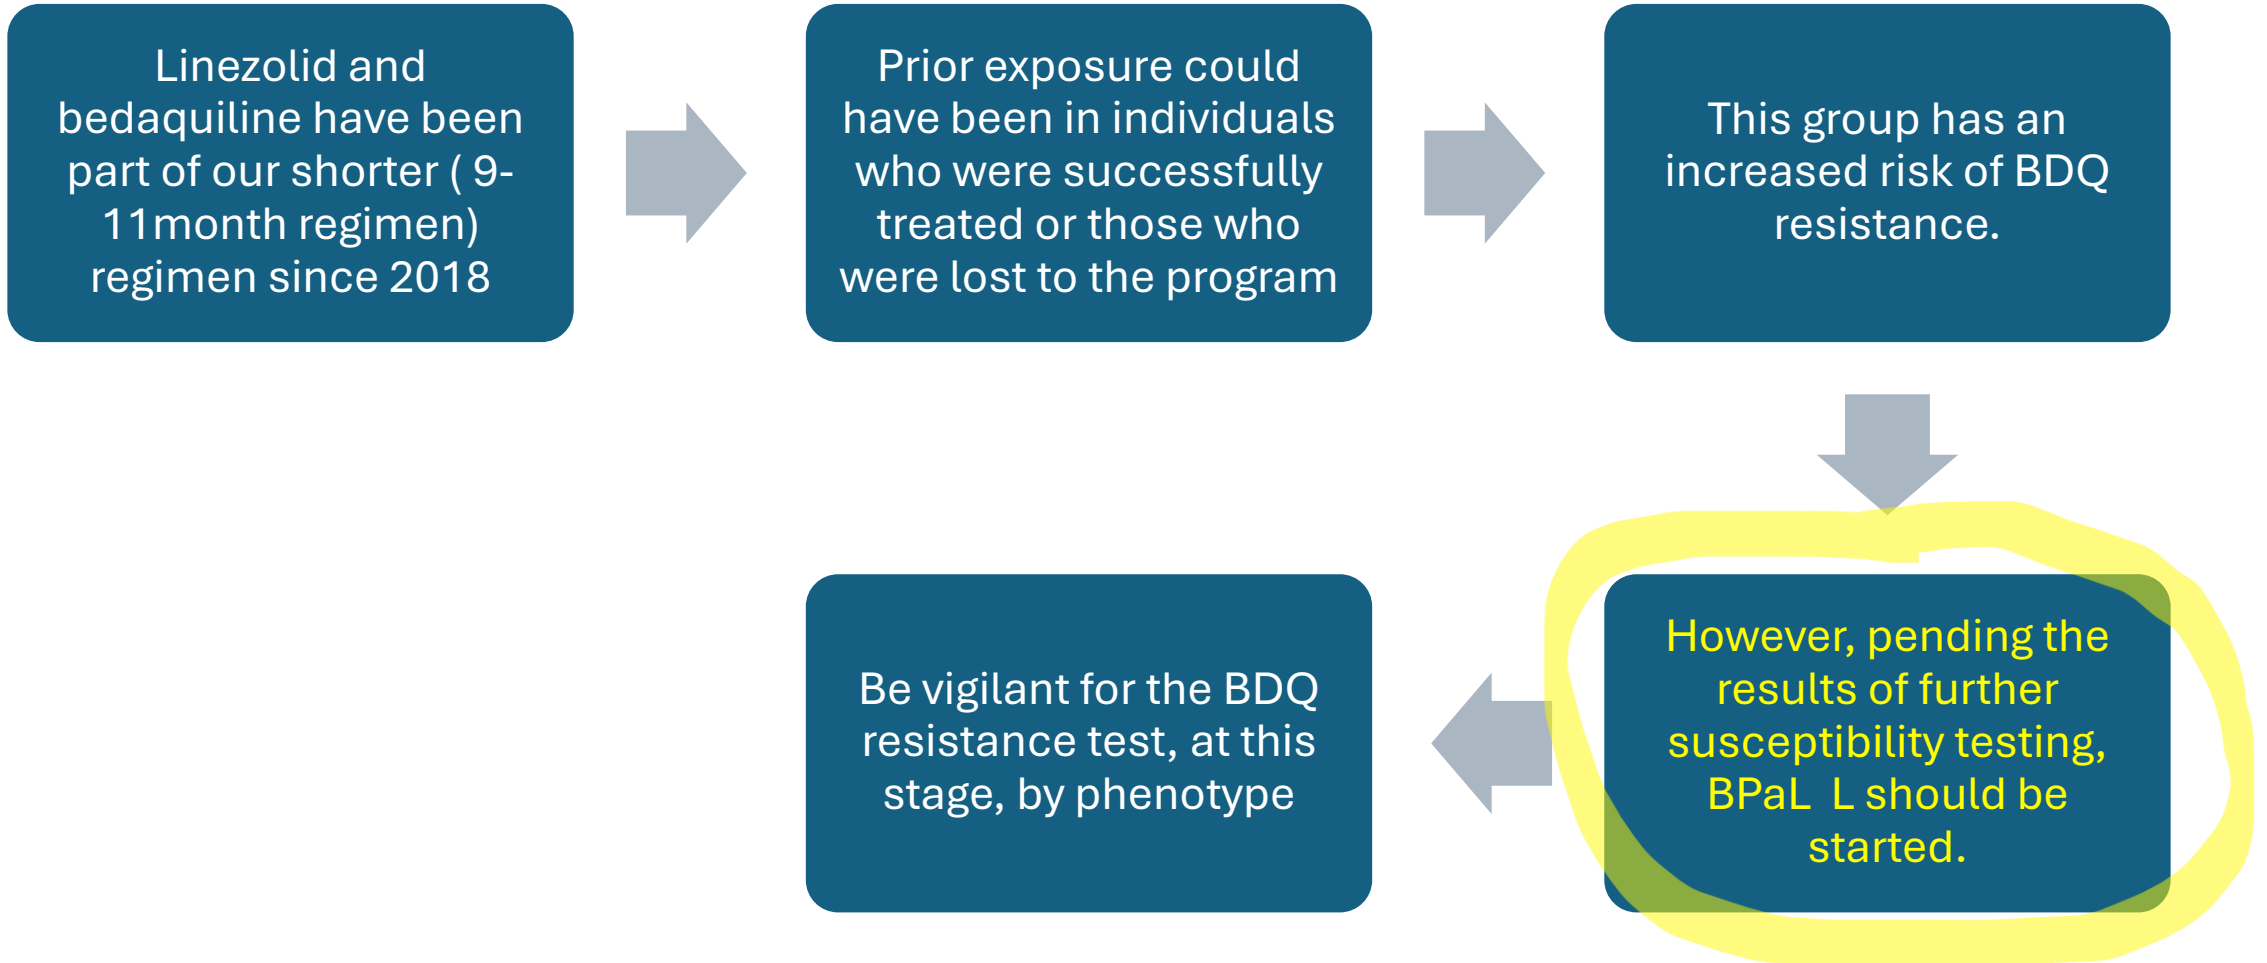 Linezolid and
bedaquiline have been
part of our shorter ( 9-
11month regimen)
regimen since 2018
Prior exposure could
have been in individuals
who were successfully
treated or those who
were lost to the program
This group has an
increased risk of BDQ
resistance.
However, pending the
results of further
susceptibility testing,
BPaL  L should be
started.
Be vigilant for the BDQ
resistance test, at this
stage, by phenotype